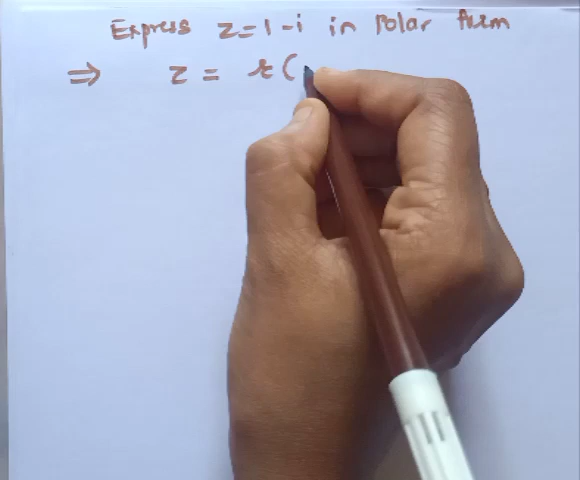 Express z=1-i in Polar Form
⇒ z = r(